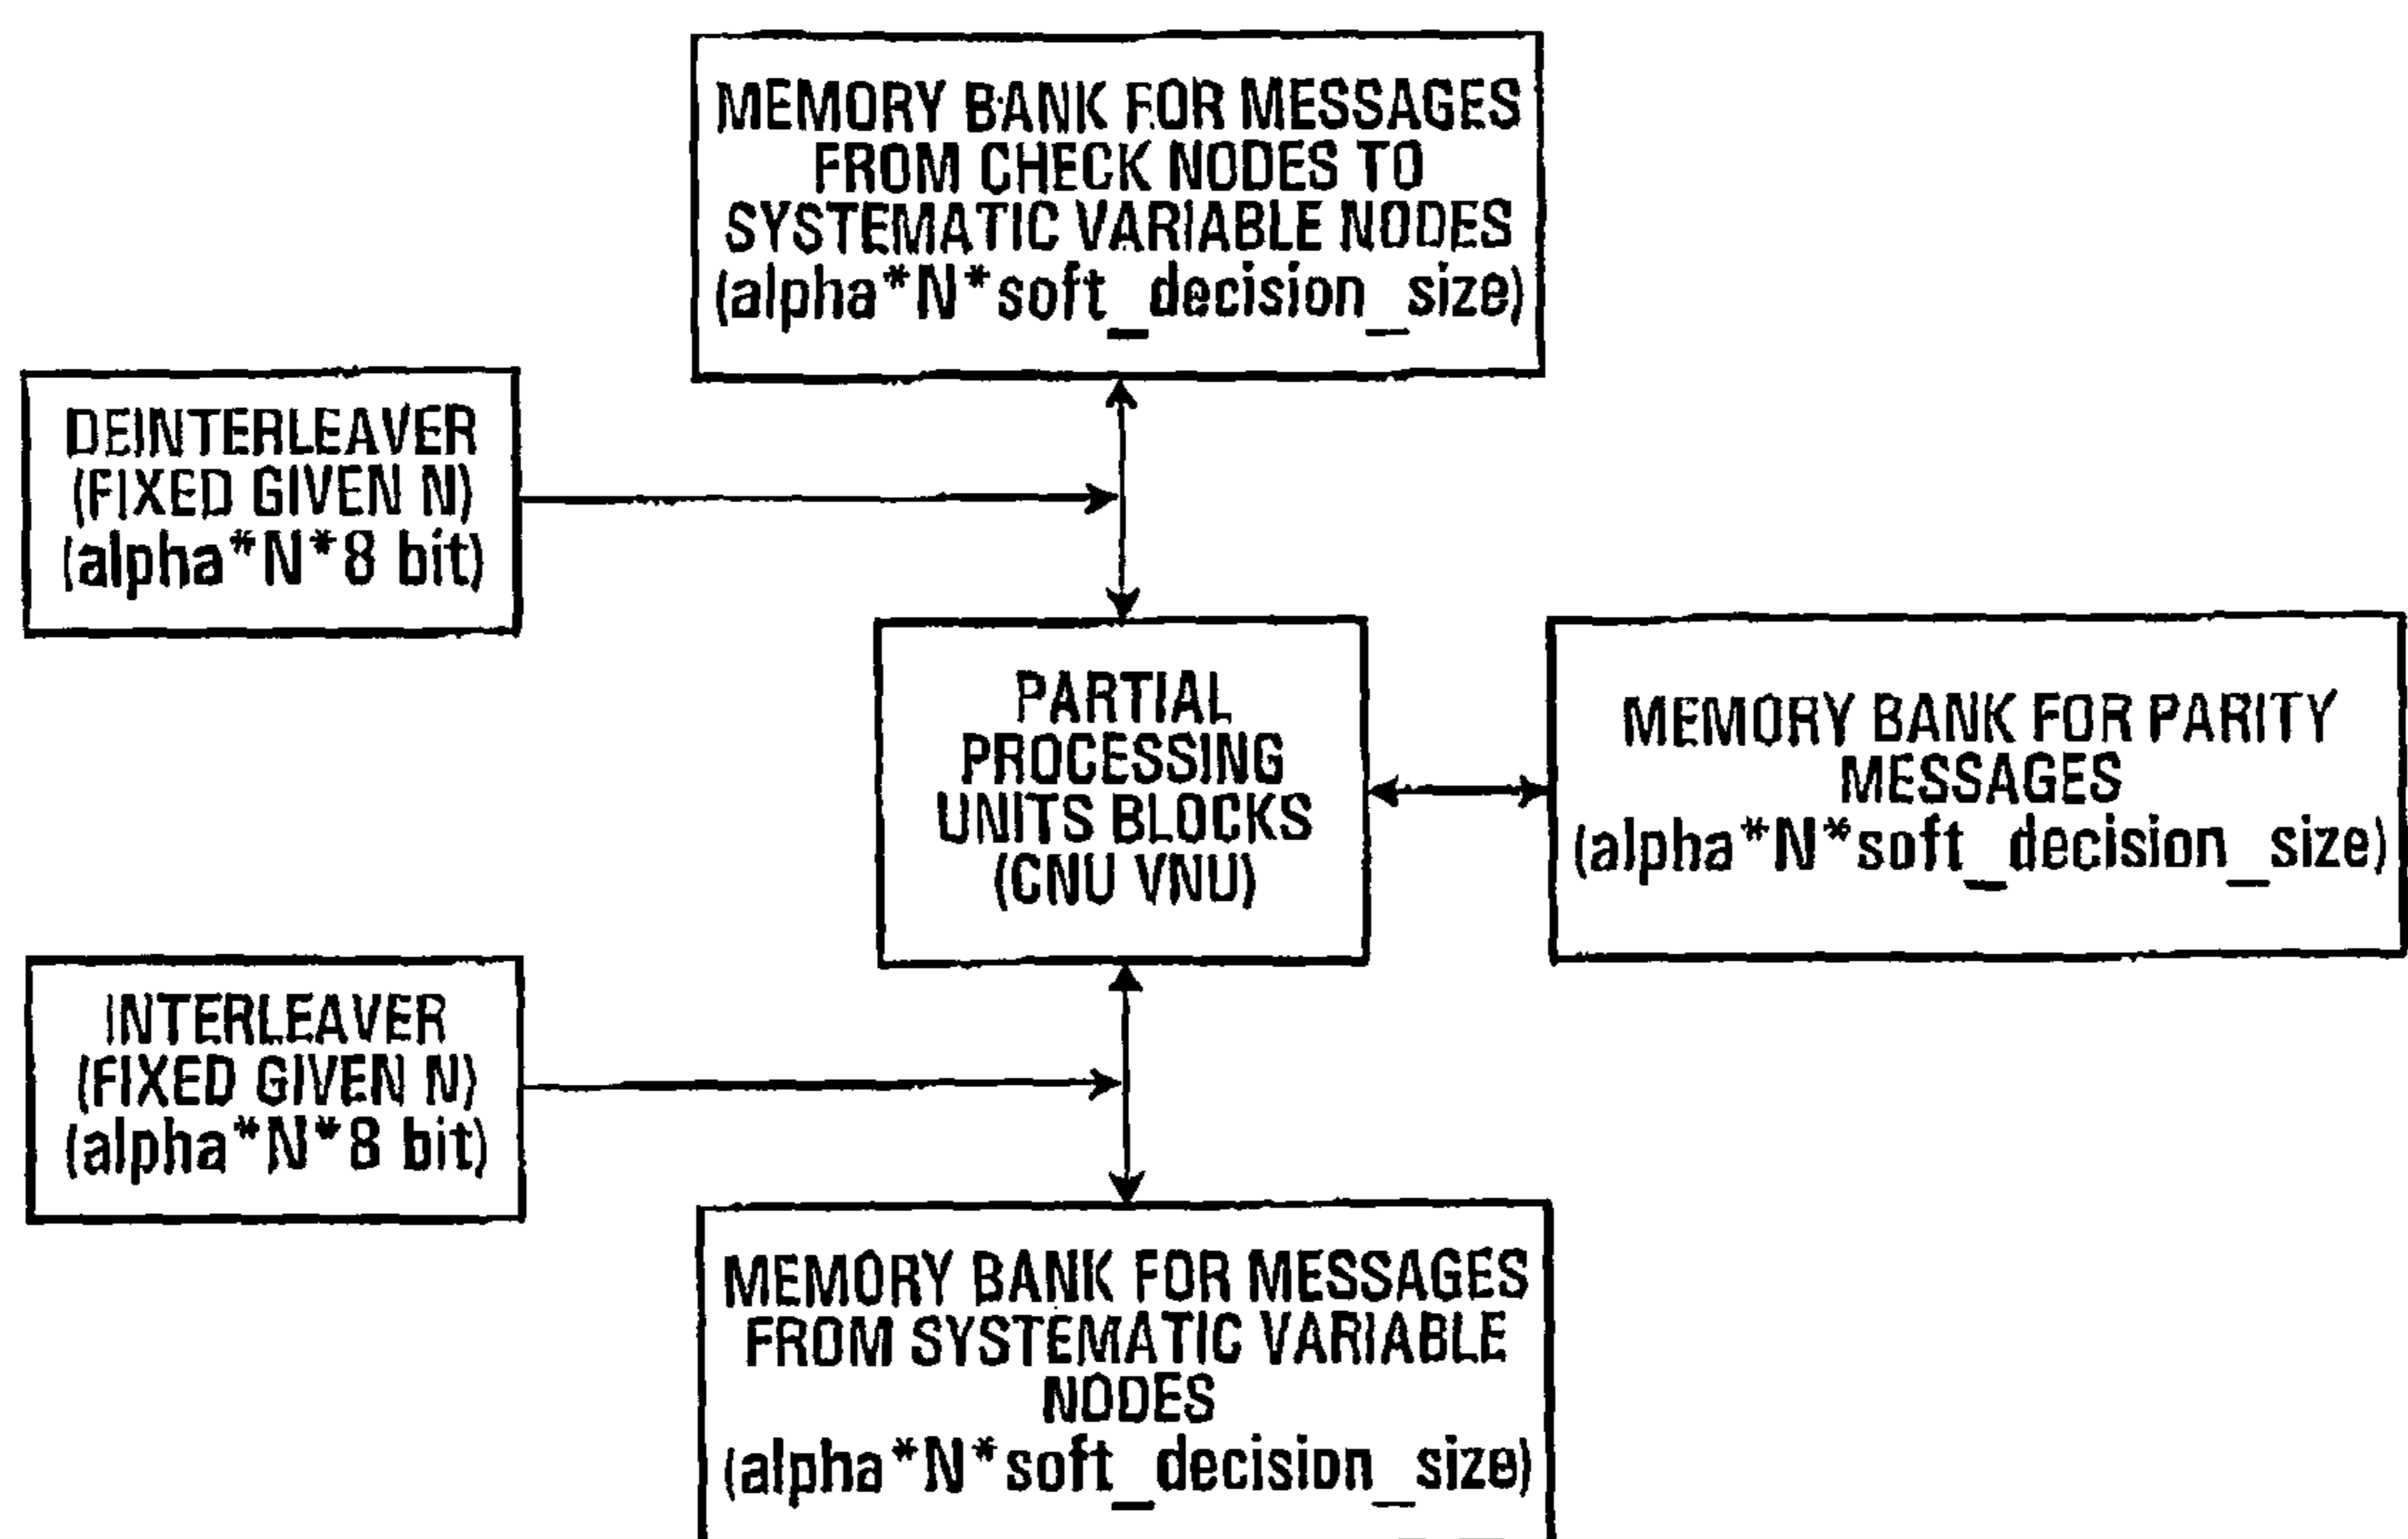 MEMORY BANK FOR MESSAGES
FROM CHECK NODES TO
SYSTEMATIC VARIABLE NODES
(alpha*N*soft_decision_size)
DEINTERLEAVER
(FIXED GIVEN N)
(alpha*N*8 bit)
PARTIAL
PROCESSING
UNITS BLOCKS
(CNU VNU)
MEMORY BANK FOR PARITY
MESSAGES
(alpha*N*soft_decision_size)
INTERLEAVER
(FIXED GIVEN N)
(alpha*N*8 bit)
MEMORY BANK FOR MESSAGES
FROM SYSTEMATIC VARIABLE
NODES
(alpha*N*soft_decision_size)